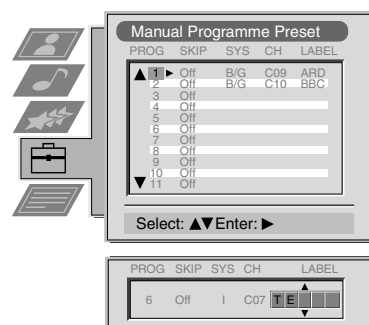 Manual Programme Preset
PROG SKIP SYS CH LABEL
1 Off B/G C09 ARD
2 Off B/G C10 BBC
3 Off
4 Off
5 Off
6 Off
7 Off
8 Off
9 Off
10 Off
11 Off
Select: ▲▼ Enter: ▶
PROG SKIP SYS CH LABEL
6 Off I C07 T E